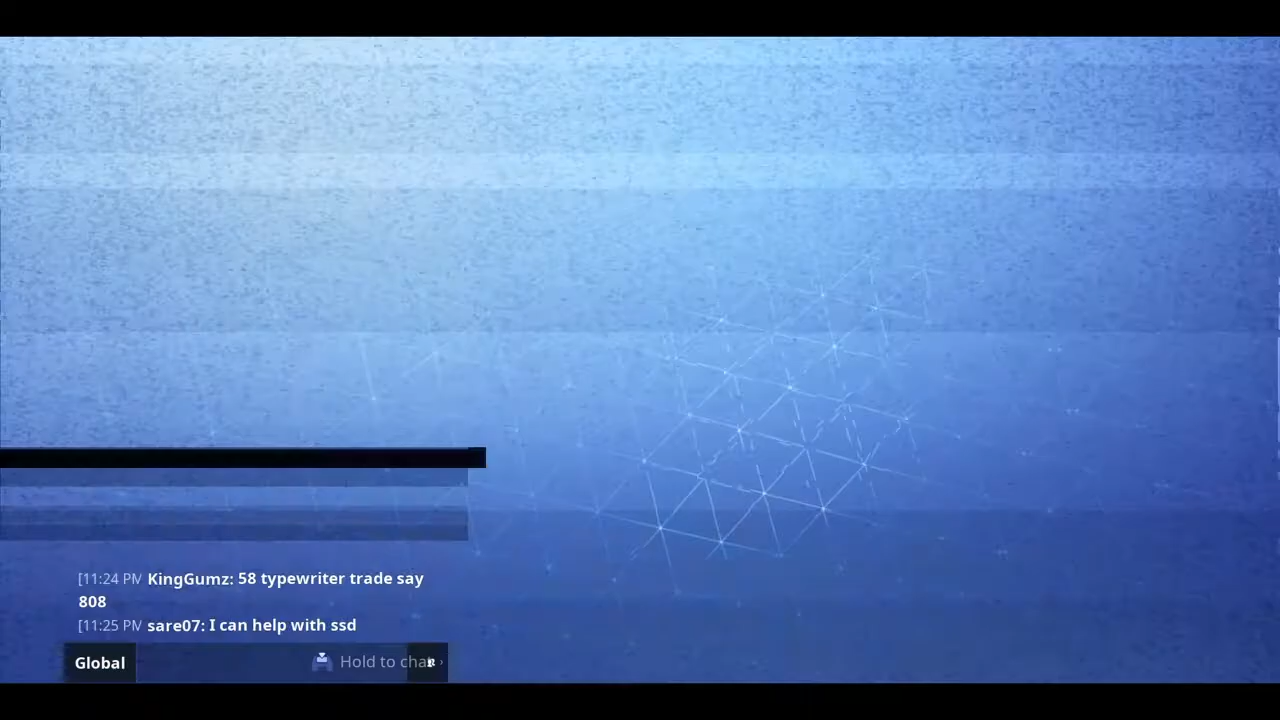 [11:24 PM KingGumz: 58 typewriter trade say
808
[11:25 PM sare07: I can help with ssd
Global
Hold to chat